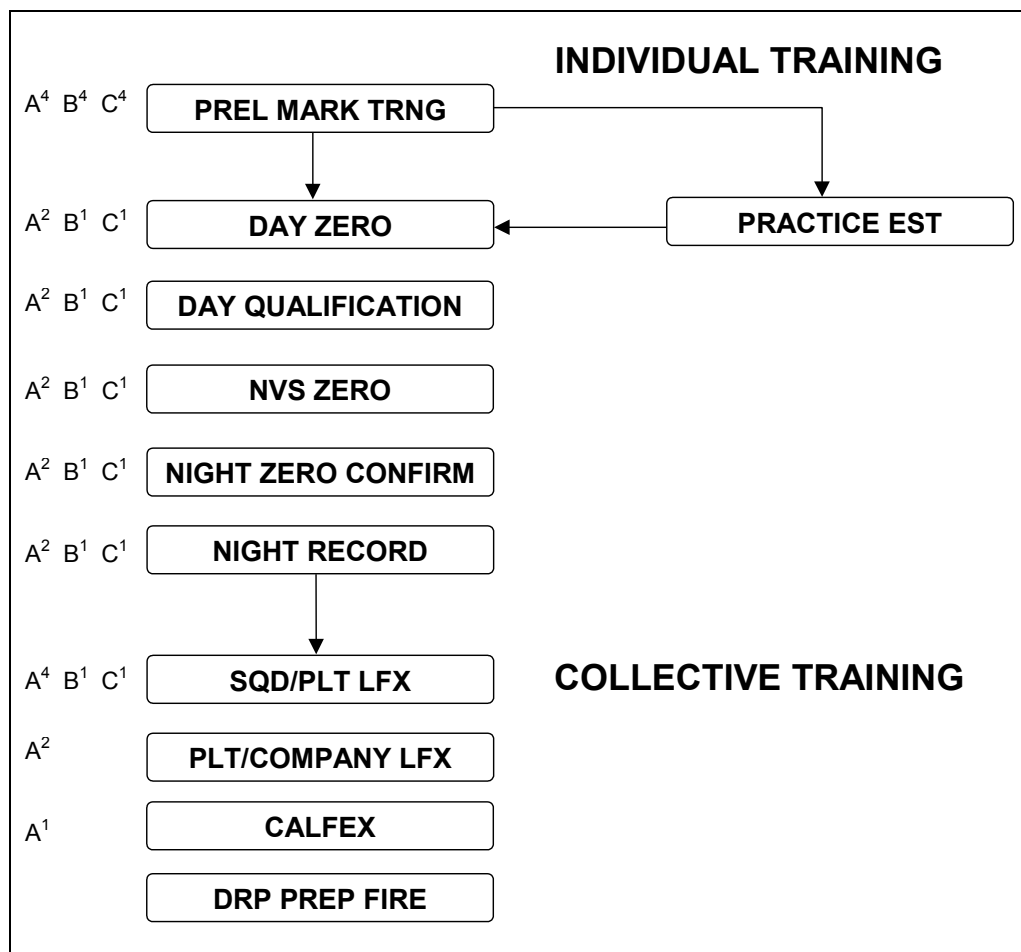 INDIVIDUAL TRAINING
A⁴ B⁴ C⁴ PREL MARK TRNG
A² B¹ C¹ DAY ZERO PRACTICE EST
A² B¹ C¹ DAY QUALIFICATION
A² B¹ C¹ NVS ZERO
A² B¹ C¹ NIGHT ZERO CONFIRM
A² B¹ C¹ NIGHT RECORD
A⁴ B¹ C¹ SQD/PLT LFX COLLECTIVE TRAINING
A² PLT/COMPANY LFX
A¹ CALFEX
DRP PREP FIRE